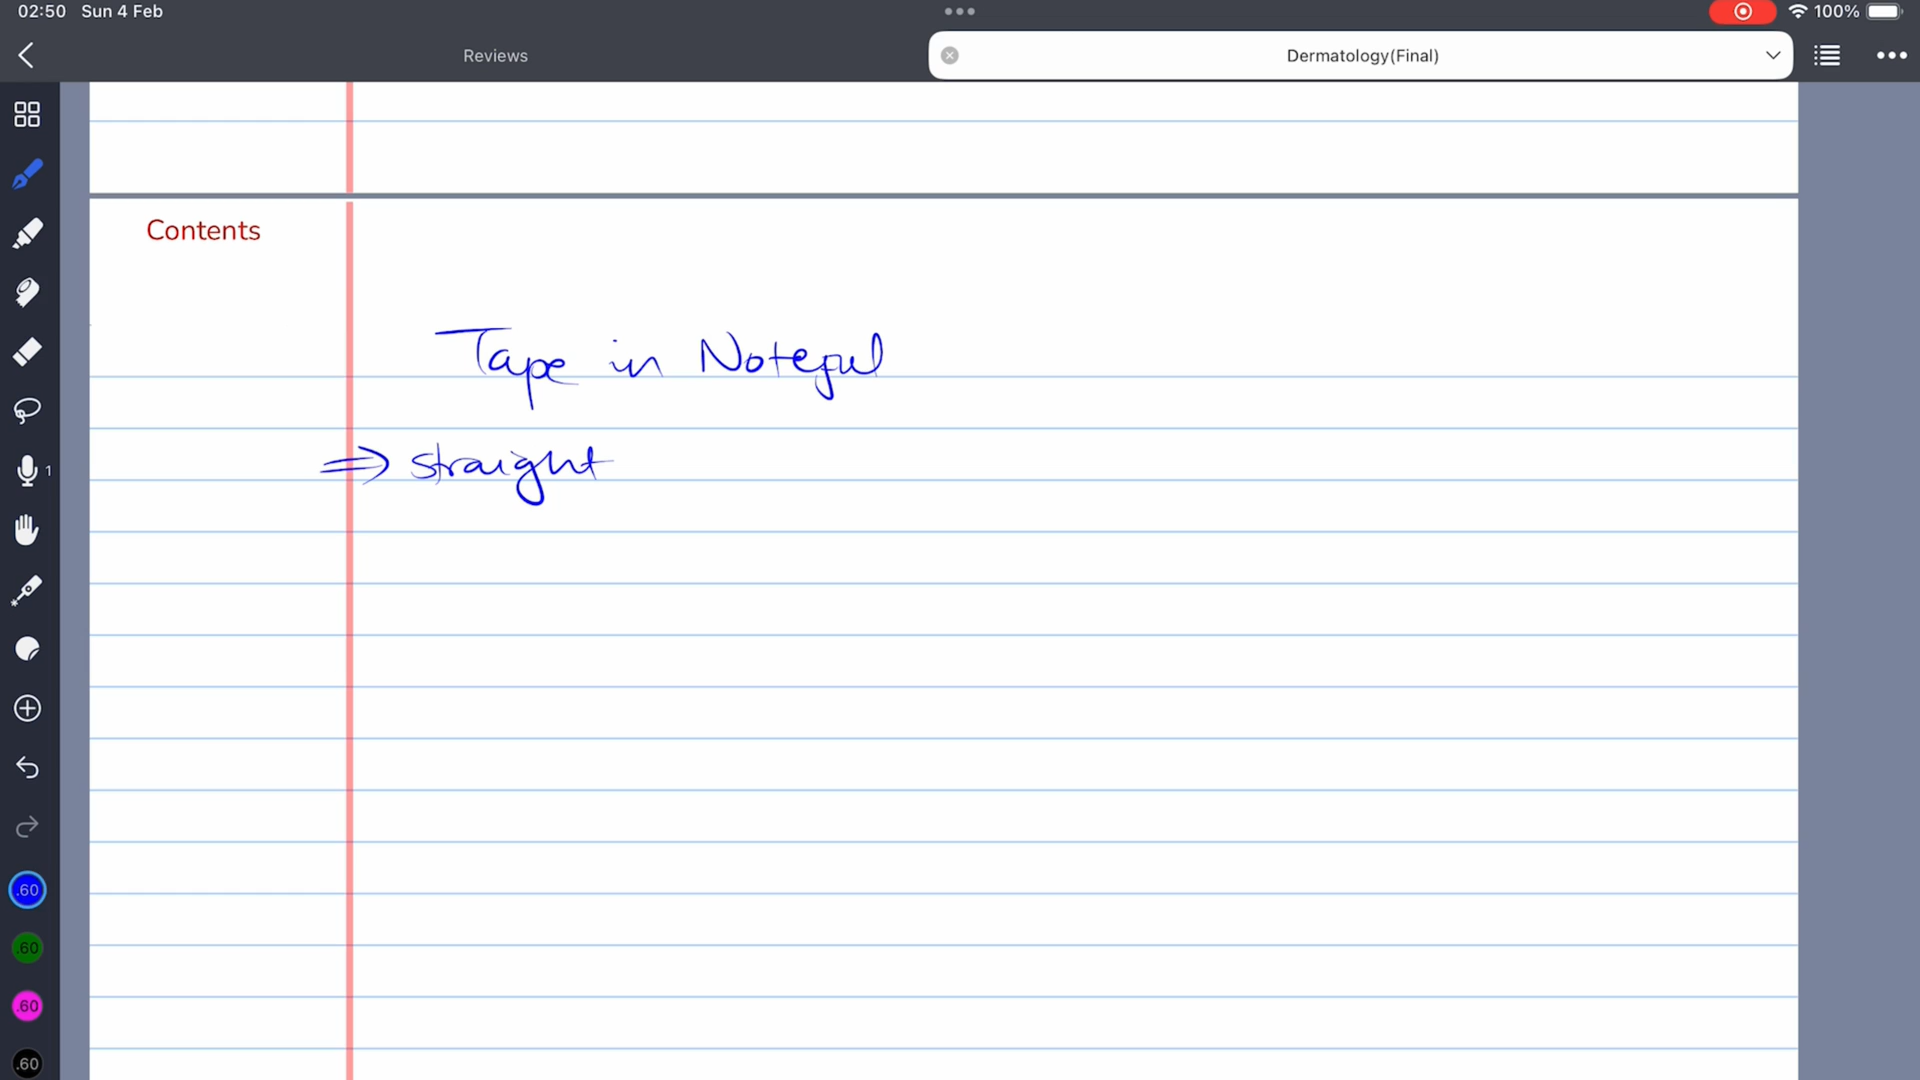 02:50 Sun 4 Feb
100%
Reviews
Dermatology(Final)
Contents
Tape in Noteful
⇒ straight
1
.60
.60
.60
.60